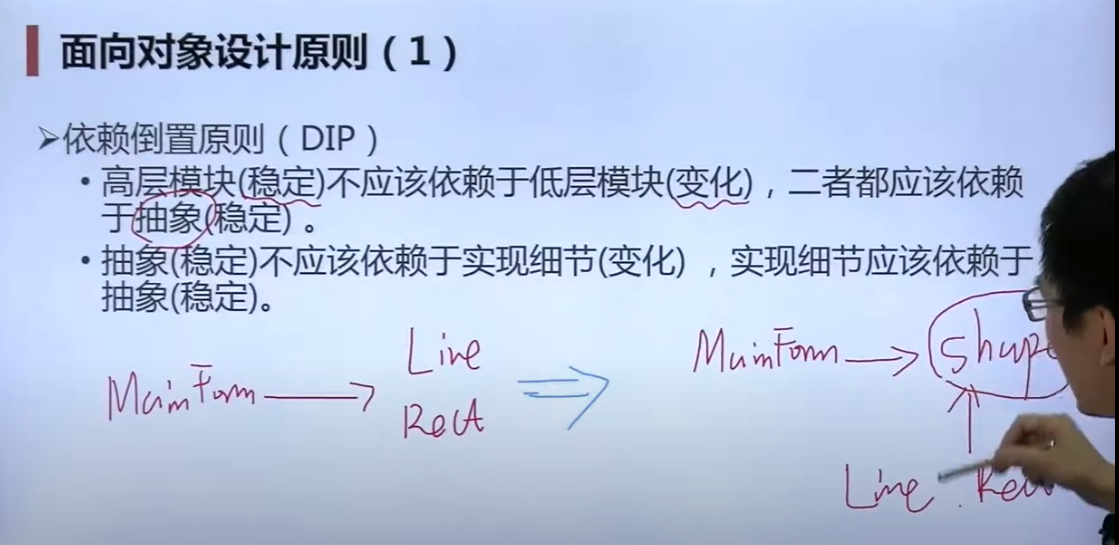 面向对象设计原则（1）
➢依赖倒置原则（DIP）
• 高层模块(稳定)不应该依赖于低层模块(变化)，二者都应该依赖
于抽象(稳定) 。
• 抽象(稳定)不应该依赖于实现细节(变化) ，实现细节应该依赖于
抽象(稳定)。
MainForm → Line
Rect
⇒
MainForm → Shape
Line
Rect